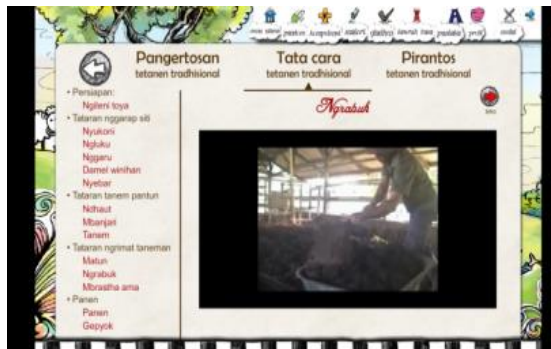 Pangertosan
tetanen tradhisional
Tata cara
tetanen tradhisional
Pirantos
tetanen tradhisional
• Persiapan:
Ngileni toya
• Tataran nggarap siti
Nyukoni
Ngluku
Nggaru
Damel winihan
Nyebar
• Tataran tanem pantun
Ndhaut
Mbanjari
Tanem
• Tataran ngrimat taneman
Matun
Ngrabuk
Mbrastha ama
• Panen
Panen
Gepyok
Ngrabuk